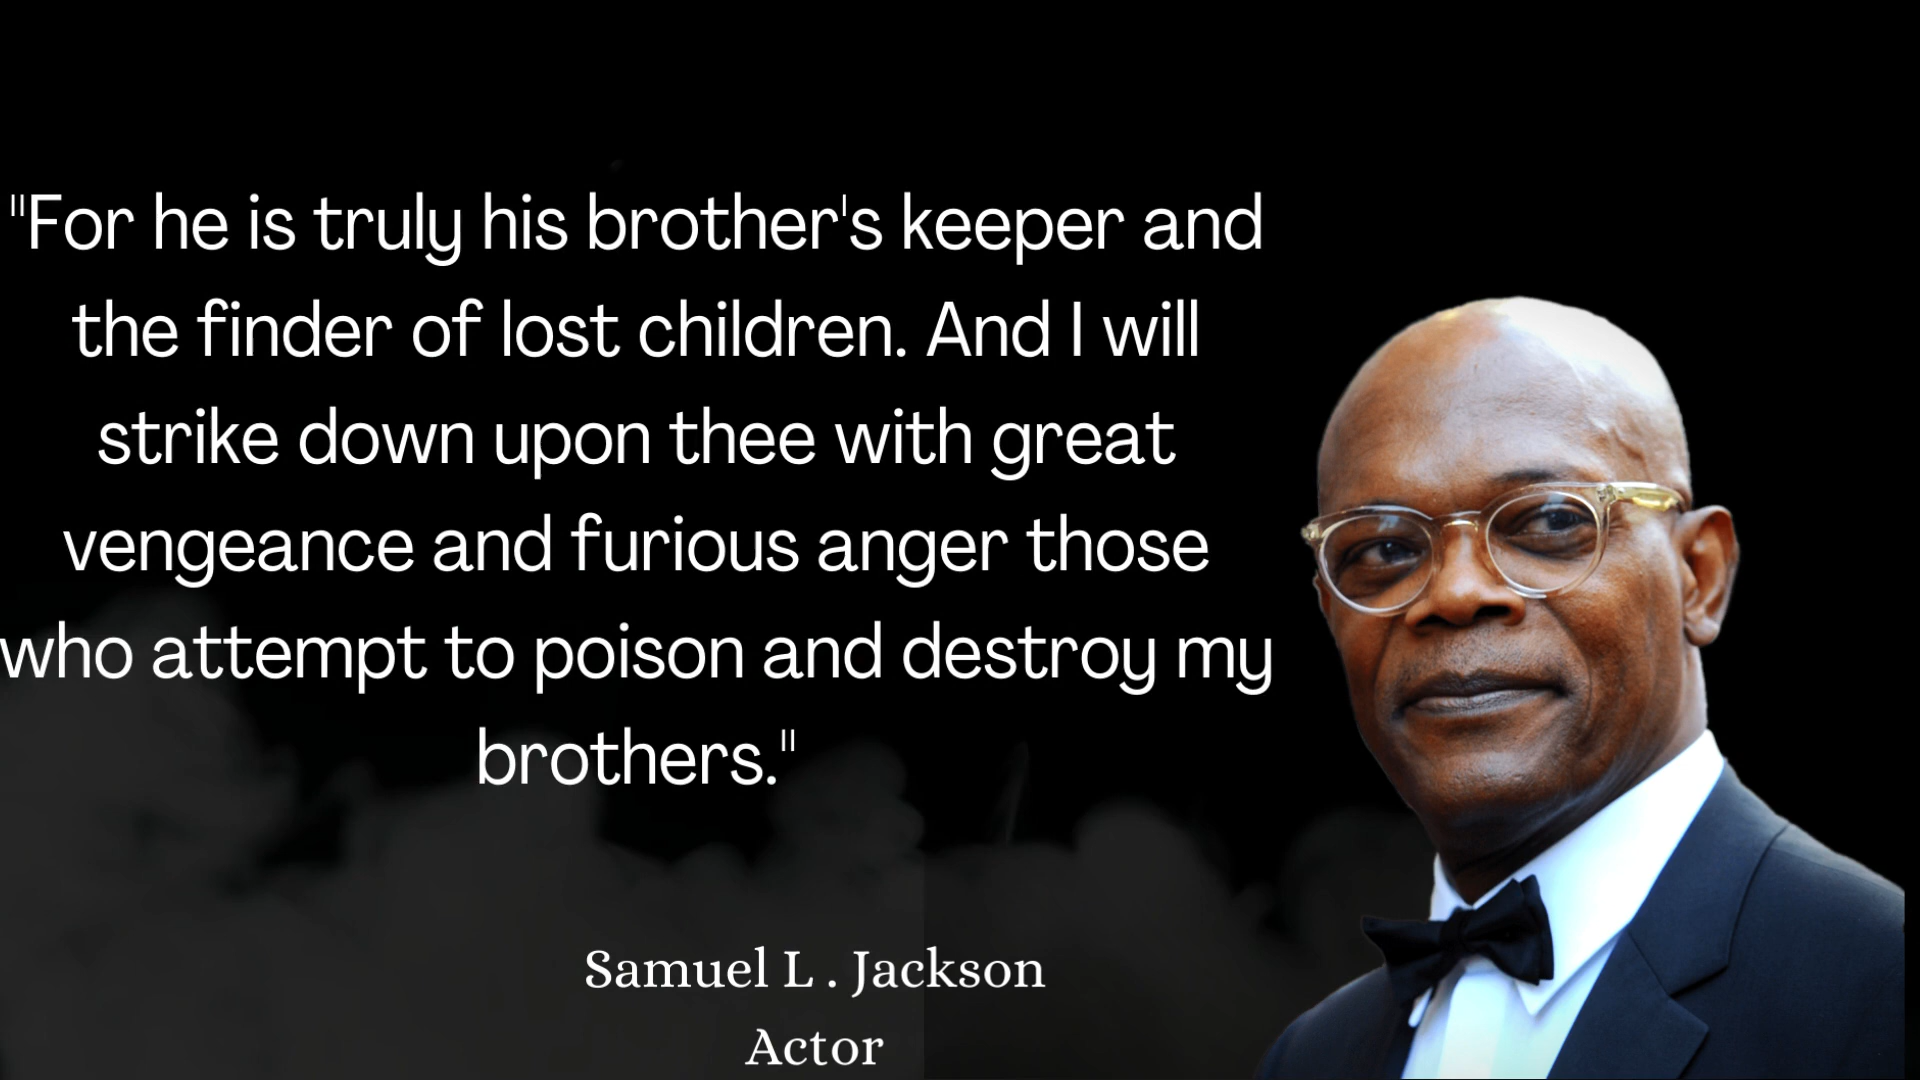 "For he is truly his brother's keeper and
the finder of lost children. And I will
strike down upon thee with great
vengeance and furious anger those
who attempt to poison and destroy my
brothers."
Samuel L . Jackson
Actor